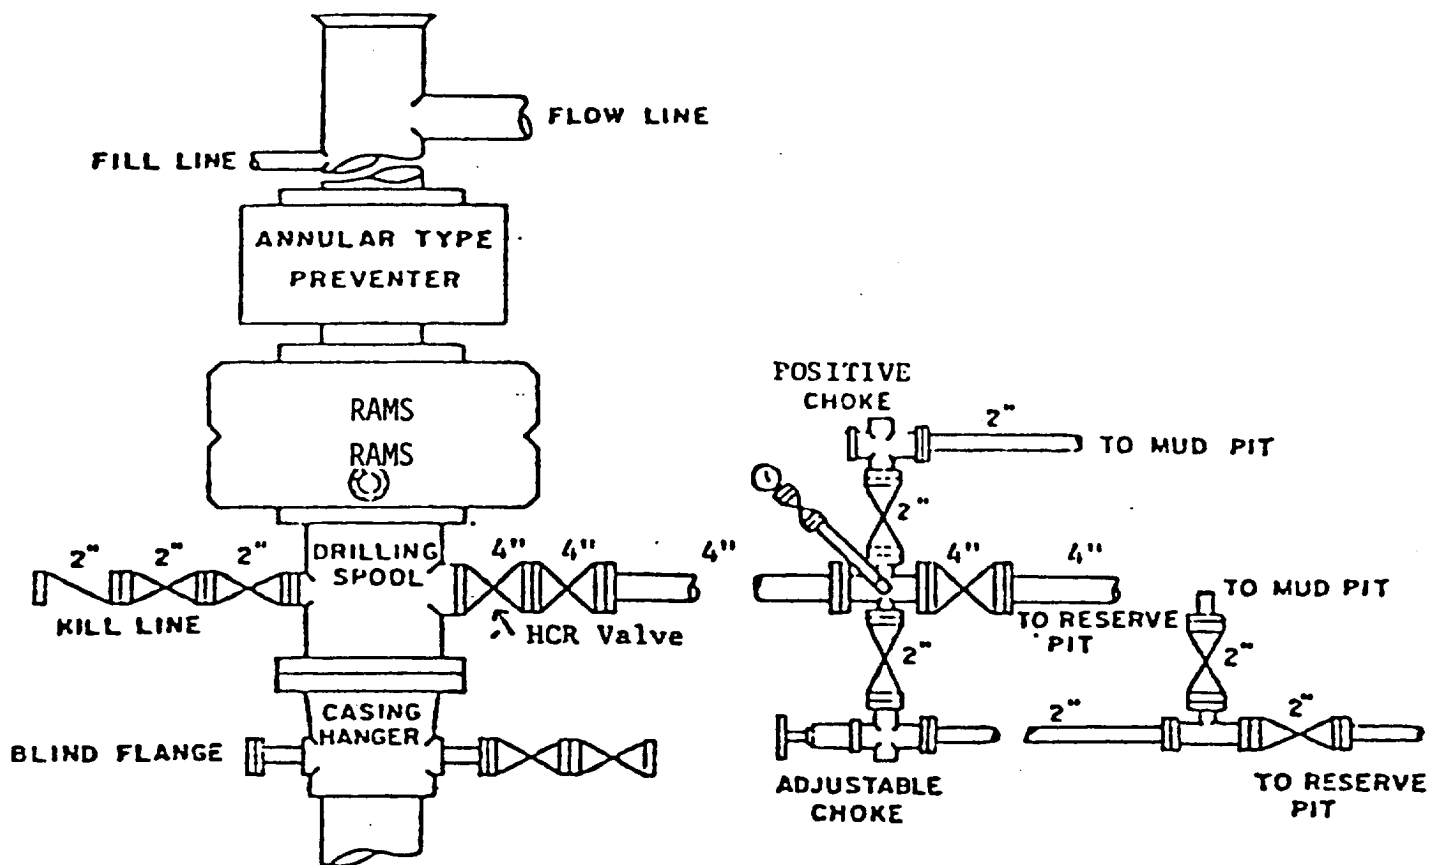 FLOW LINE
FILL LINE
ANNULAR TYPE
PREVENTER
RAMS
RAMS
POSITIVE
CHOKE
2"
TO MUD PIT
2"
2" 2" 2"
DRILLING
SPOOL
4" 4" 4"
4" 4"
KILL LINE
HCR Valve
TO RESERVE
PIT
TO MUD PIT
2"
2"
CASING
HANGER
BLIND FLANGE
2" 2"
ADJUSTABLE
CHOKE
TO RESERVE
PIT